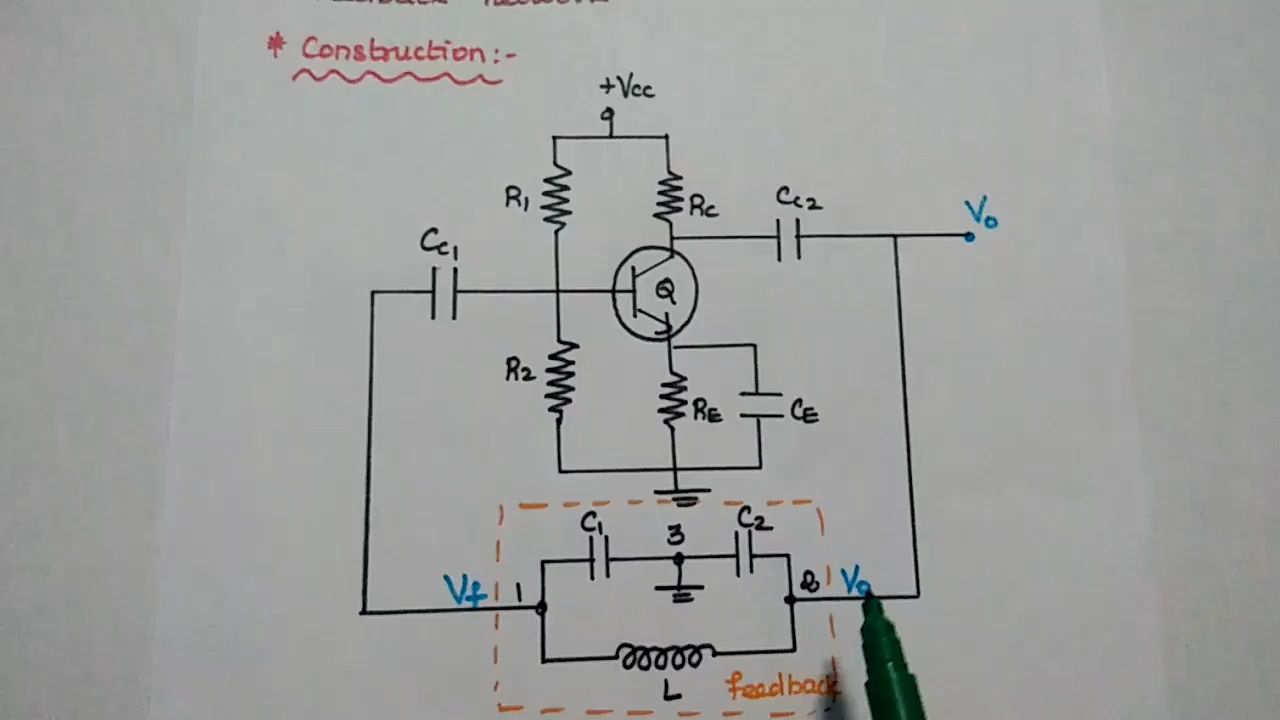 * Construction:-
+Vcc
R1
Rc
Cc2
Vo
Cc1
Q
R2
RE
CE
C1
3
C2
Vf
1
2
Vo
L
feedback